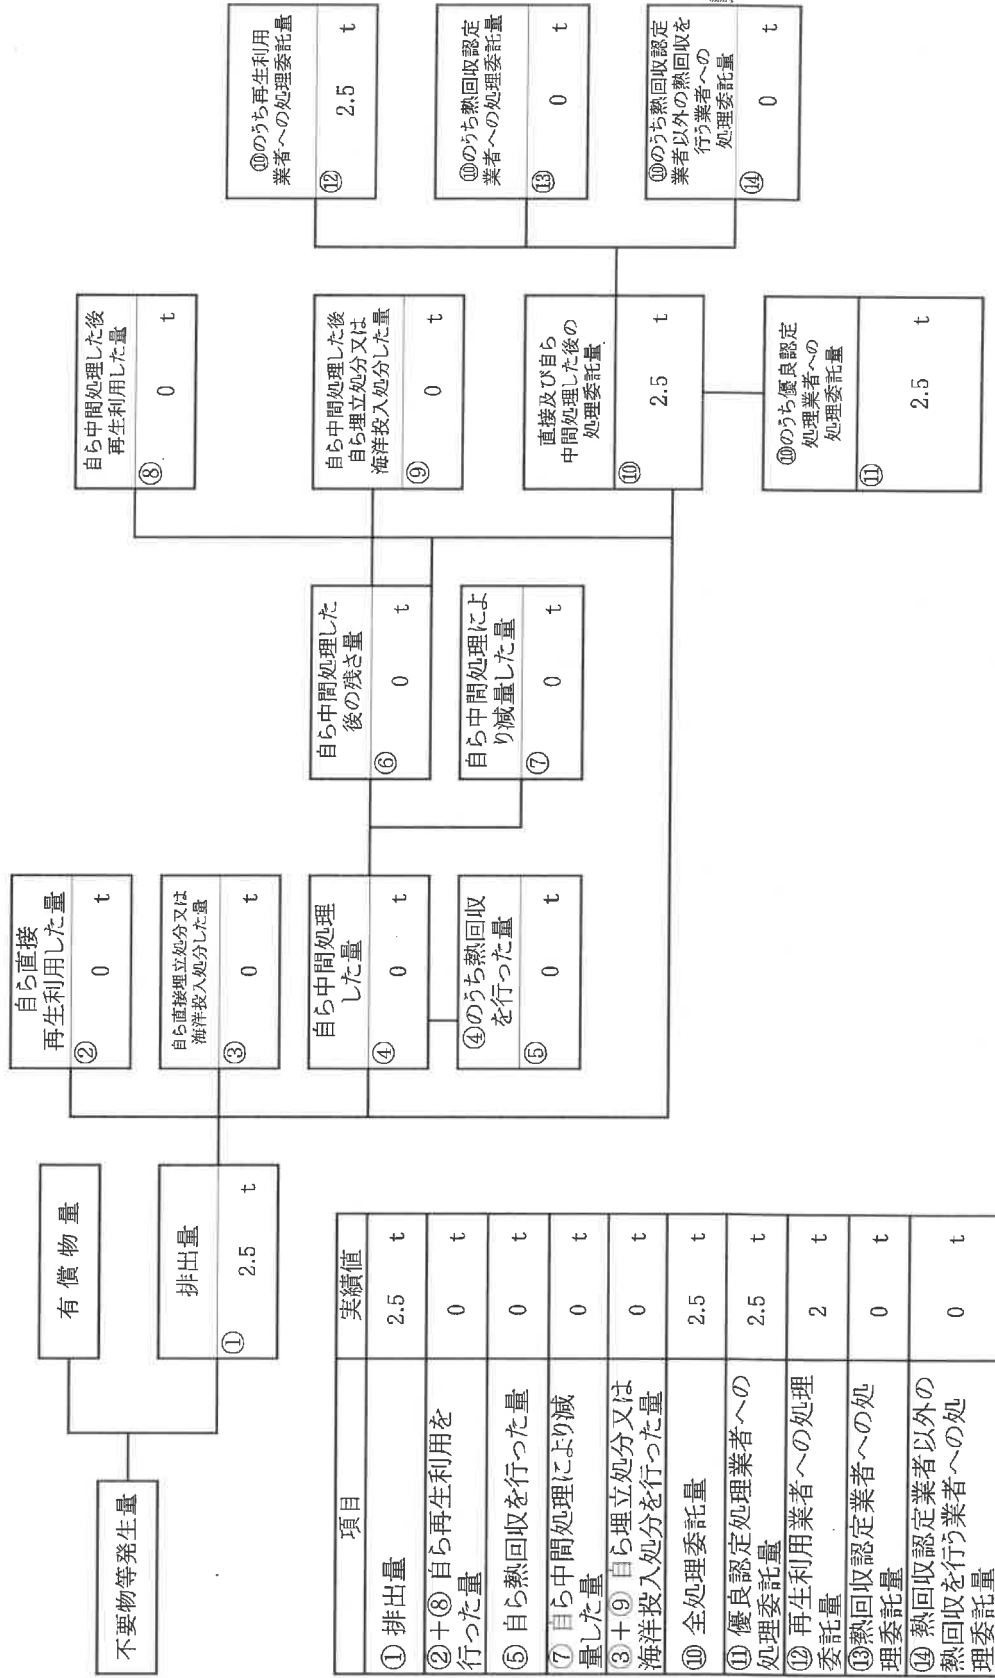 不要物等発生量
有償物量
排出量
① 2.5 t
自ら直接
再生利用した量
② 0 t
自ら直接埋立処分又は
海洋投入処分した量
③ 0 t
自ら中間処理
した量
④ 0 t
④のうち熱回収
を行った量
⑤ 0 t
自ら中間処理した
後の残さ量
⑥ 0 t
自ら中間処理によ
り減量した量
⑦ 0 t
自ら中間処理した後
再生利用した量
⑧ 0 t
自ら中間処理した後
自ら埋立処分又は
海洋投入処分した量
⑨ 0 t
直接及び自ら
中間処理した後の
処理委託量
⑩ 2.5 t
⑩のうち優良認定
処理業者への
処理委託量
⑪ 2.5 t
⑩のうち再生利用
業者への処理委託量
⑫ 2.5 t
⑩のうち熱回収認定
業者への処理委託量
⑬ 0 t
⑩のうち熱回収認定
業者以外の熱回収を
行う業者への
処理委託量
⑭ 0 t
項目 実績値
① 排出量 2.5 t
②＋⑧ 自ら再生利用を
行った量 0 t
⑤ 自ら熱回収を行った量 0 t
⑦ 自ら中間処理により減
量した量 0 t
③＋⑨ 自ら埋立処分又は
海洋投入処分を行った量 0 t
⑩ 全処理委託量 2.5 t
⑪ 優良認定処理業者への
処理委託量 2.5 t
⑫ 再生利用業者への処理
委託量 2 t
⑬熱回収認定業者への処
理委託量 0 t
⑭ 熱回収認定業者以外の
熱回収を行う業者への処
理委託量 0 t